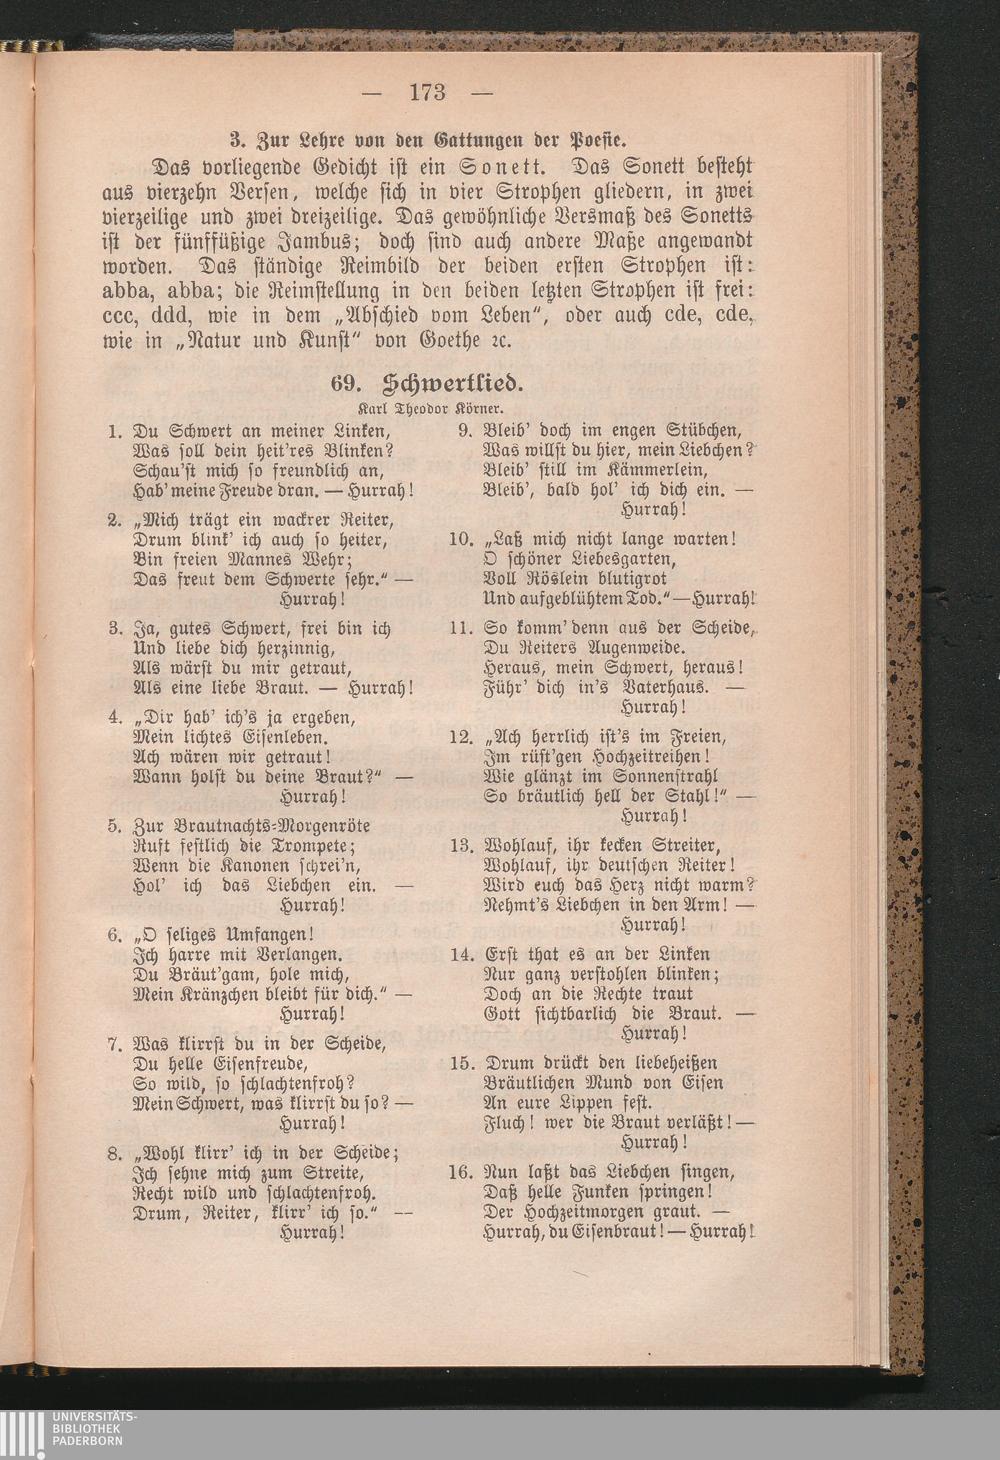 — 173 —
3. Zur Lehre von den Gattungen der Poesie.
Das vorliegende Gedicht ist ein Sonett. Das Sonett besteht
aus vierzehn Versen, welche sich in vier Strophen gliedern, in zwei
vierzeilige und zwei dreizeilige. Das gewöhnliche Versmaß des Sonetts
ist der fünffüßige Jambus; doch sind auch andere Maße angewandt
worden. Das ständige Reimbild der beiden ersten Strophen ist:
abba, abba; die Reimstellung in den beiden letzten Strophen ist frei:
ccc, ddd, wie in dem „Abschied vom Leben“, oder auch cde, cde,
wie in „Natur und Kunst“ von Goethe ꝛc.
69. Schwertlied.
Karl Theodor Körner.
1. Du Schwert an meiner Linken,
Was soll dein heit'res Blinken?
Schau'st mich so freundlich an,
Hab' meine Freude dran. — Hurrah!
2. „Mich trägt ein wackrer Reiter,
Drum blink' ich auch so heiter,
Bin freien Mannes Wehr;
Das freut dem Schwerte sehr.“ —
Hurrah!
3. Ja, gutes Schwert, frei bin ich
Und liebe dich herzinnig,
Als wärst du mir getraut,
Als eine liebe Braut. — Hurrah!
4. „Dir hab' ich's ja ergeben,
Mein lichtes Eisenleben.
Ach wären wir getraut!
Wann holst du deine Braut?“ —
Hurrah!
5. Zur Brautnachts-Morgenröte
Ruft festlich die Trompete;
Wenn die Kanonen schrei'n,
Hol' ich das Liebchen ein. —
Hurrah!
6. „O seliges Umfangen!
Ich harre mit Verlangen.
Du Bräut'gam, hole mich,
Mein Kränzchen bleibt für dich.“ —
Hurrah!
7. Was klirrst du in der Scheide,
Du helle Eisenfreude,
So wild, so schlachtenfroh?
Mein Schwert, was klirrst du so? —
Hurrah!
8. „Wohl klirr' ich in der Scheide;
Ich sehne mich zum Streite,
Recht wild und schlachtenfroh.
Drum, Reiter, klirr' ich so.“ —
Hurrah!
9. Bleib' doch im engen Stübchen,
Was willst du hier, mein Liebchen?
Bleib' still im Kämmerlein,
Bleib', bald hol' ich dich ein. —
Hurrah!
10. „Laß mich nicht lange warten!
O schöner Liebesgarten,
Voll Röslein blutigrot
Und aufgeblühtem Tod.“ — Hurrah!
11. So komm' denn aus der Scheide,
Du Reiters Augenweide.
Heraus, mein Schwert, heraus!
Führ' dich in's Vaterhaus. —
Hurrah!
12. „Ach herrlich ist's im Freien,
Im rüst'gen Hochzeitreihen!
Wie glänzt im Sonnenstrahl
So bräutlich hell der Stahl!“ —
Hurrah!
13. Wohlauf, ihr kecken Streiter,
Wohlauf, ihr deutschen Reiter!
Wird euch das Herz nicht warm?
Nehmt's Liebchen in den Arm! —
Hurrah!
14. Erst that es an der Linken
Nur ganz verstohlen blinken;
Doch an die Rechte traut
Gott sichtbarlich die Braut. —
Hurrah!
15. Drum drückt den liebeheißen
Bräutlichen Mund von Eisen
An eure Lippen fest.
Fluch! wer die Braut verläßt! —
Hurrah!
16. Nun laßt das Liebchen singen,
Daß helle Funken springen!
Der Hochzeitmorgen graut. —
Hurrah, du Eisenbraut! — Hurrah!
UNIVERSITÄTS-
BIBLIOTHEK
PADERBORN